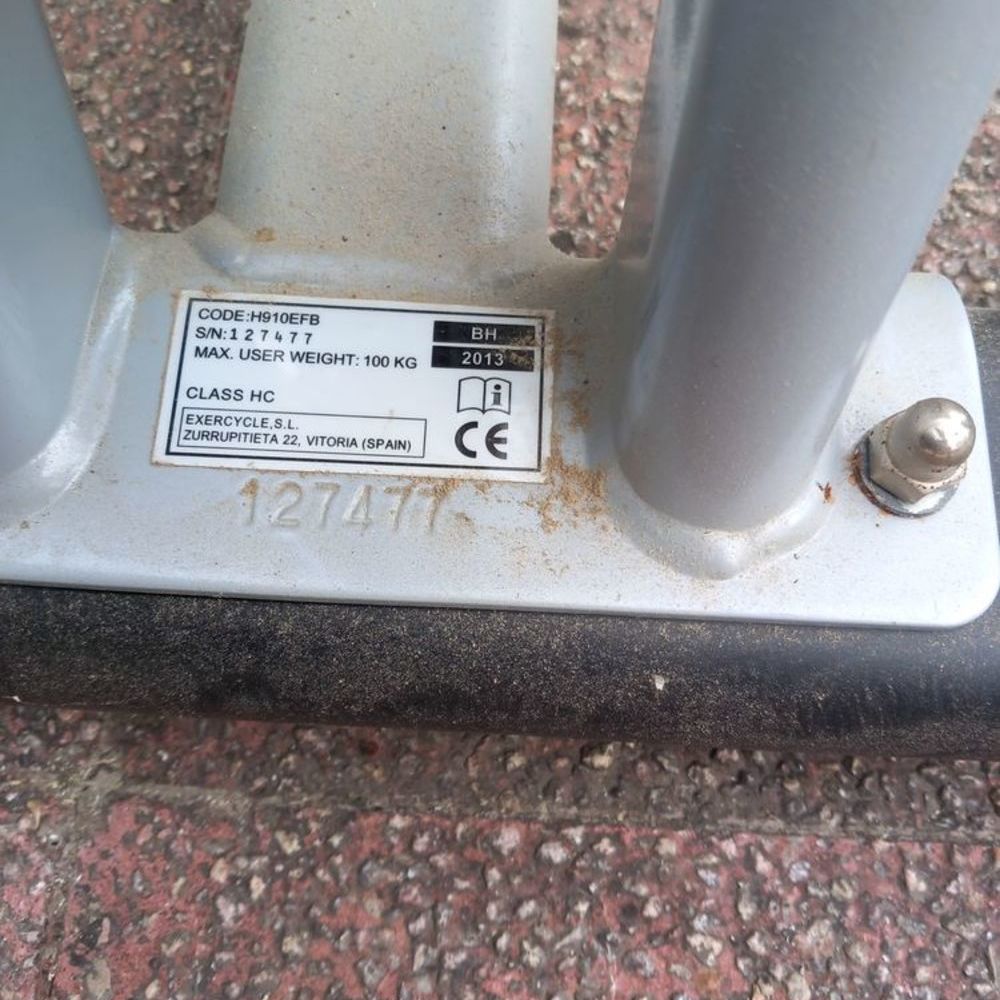 CODE:H910EFB
S/N:127477
MAX. USER WEIGHT: 100 KG
BH
2013
CLASS HC
i
CE
EXERCYCLE,S.L.
ZURRUPITIETA 22, VITORIA (SPAIN)
127477